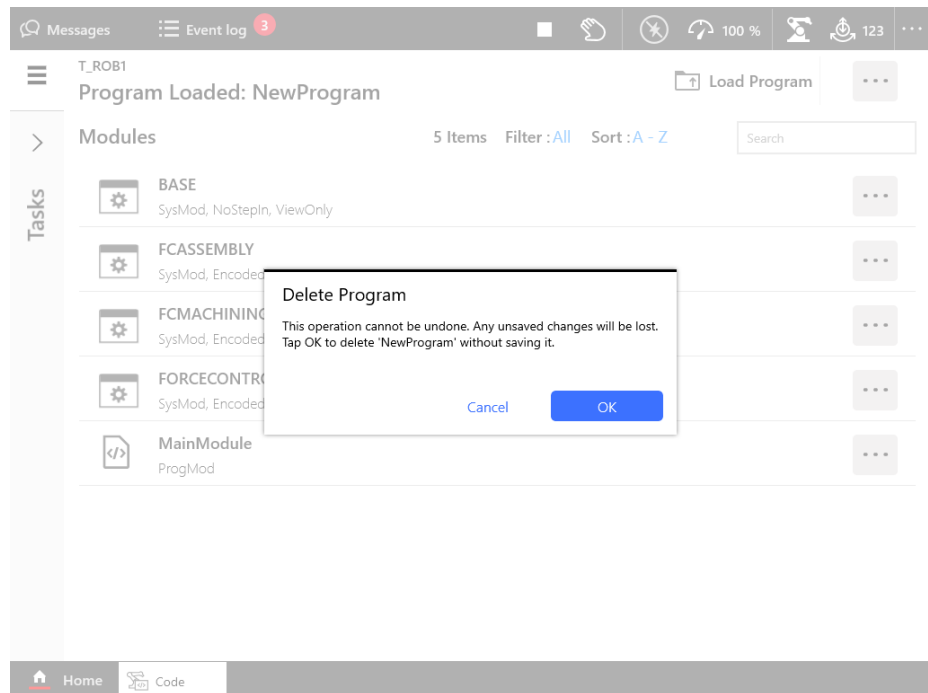 Messages
Event log 3
100 %
123
T_ROB1
Program Loaded: NewProgram
Load Program
Modules
5 Items Filter : All Sort : A - Z
Search
Tasks
BASE
SysMod, NoStepIn, ViewOnly
FCASSEMBLY
SysMod, Encoded
FCMACHINING
SysMod, Encoded
FORCECONTR
SysMod, Encoded
MainModule
ProgMod
Delete Program
This operation cannot be undone. Any unsaved changes will be lost.
Tap OK to delete 'NewProgram' without saving it.
Cancel OK
Home Code